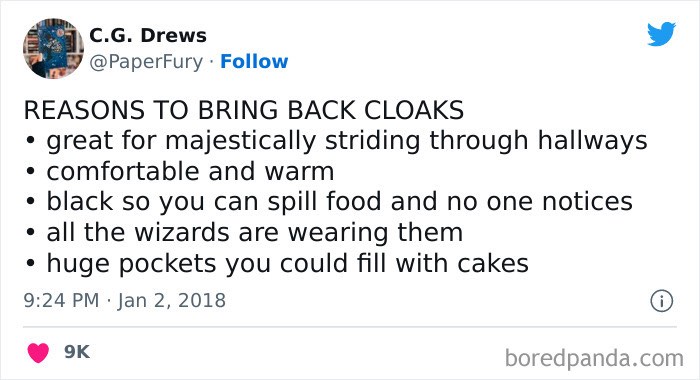 C.G. Drews
@PaperFury · Follow
REASONS TO BRING BACK CLOAKS
• great for majestically striding through hallways
• comfortable and warm
• black so you can spill food and no one notices
• all the wizards are wearing them
• huge pockets you could fill with cakes
9:24 PM · Jan 2, 2018
9K
boredpanda.com